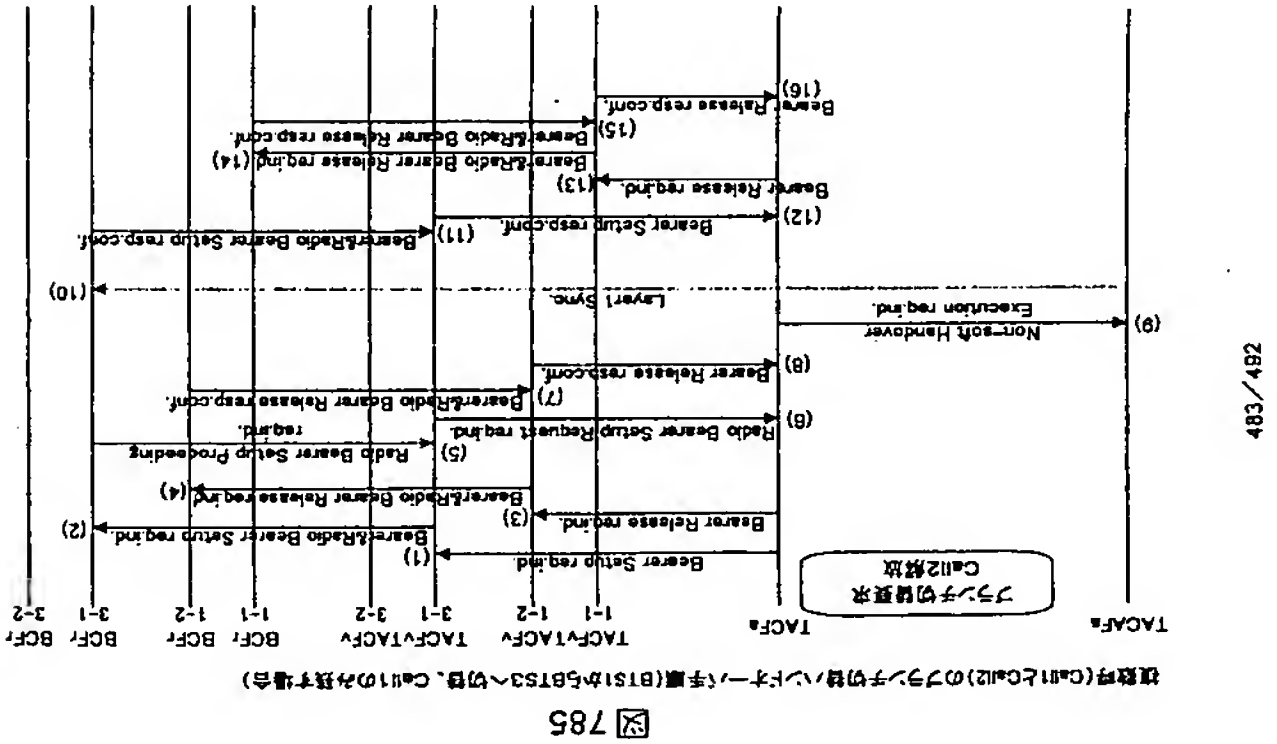 図785
複数呼(Call1とCall2)のブランチ切替ハンドオーバ手順(BTS1からBTS3へ切替、Call1のみ残す場合)
TACAFa
TACFa
TACFv
1-1
TACFv
1-2
TACFv
3-1
TACFv
3-2
BCFr
1-1
BCFr
1-2
BCFr
3-1
BCFr
3-2
ブランチ切替要求
Call2解放
Bearer Setup req.ind.
(1)
Bearer&Radio Bearer Setup req.ind.
(2)
Bearer Release req.ind.
(3)
Bearer&Radio Bearer Release req.ind
(4)
(5)
Radio Bearer Setup Proceeding
req.ind.
(6)
Radio Bearer Setup Request req.ind.
(7)
Bearer&Radio Bearer Release resp.conf.
(8)
Bearer Release resp.conf.
(9)
Non-soft Handover
Execution req.ind.
Layer1 Sync.
(10)
(11)
Bearer&Radio Bearer Setup resp.conf.
(12)
Bearer Setup resp.conf.
Bearer Release req.ind.
(13)
Bearer&Radio Bearer Release req.ind
(14)
(15)
Bearer&Radio Bearer Release resp.conf.
(16)
Bearer Release resp.conf.
483/492